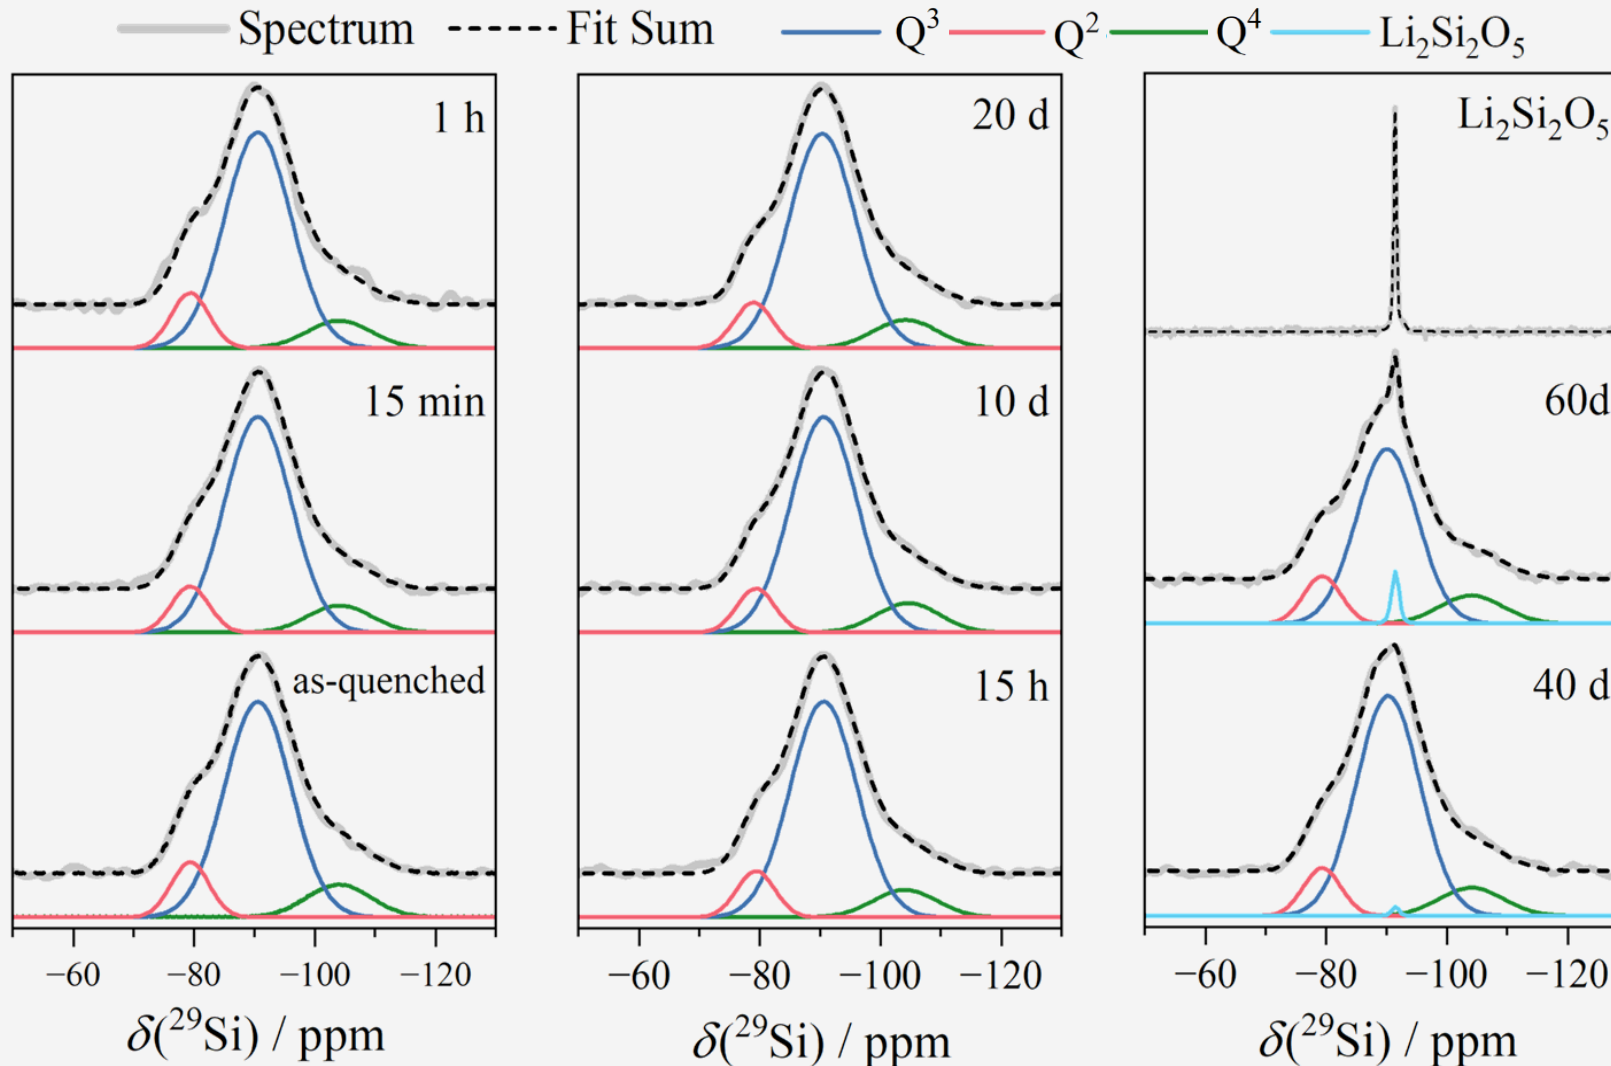 Spectrum Fit Sum Q³ Q² Q⁴ Li₂Si₂O₅
1 h
15 min
as-quenched
−60 −80 −100 −120
δ(²⁹Si) / ppm
20 d
10 d
15 h
−60 −80 −100 −120
δ(²⁹Si) / ppm
Li₂Si₂O₅
60d
40 d
−60 −80 −100 −120
δ(²⁹Si) / ppm